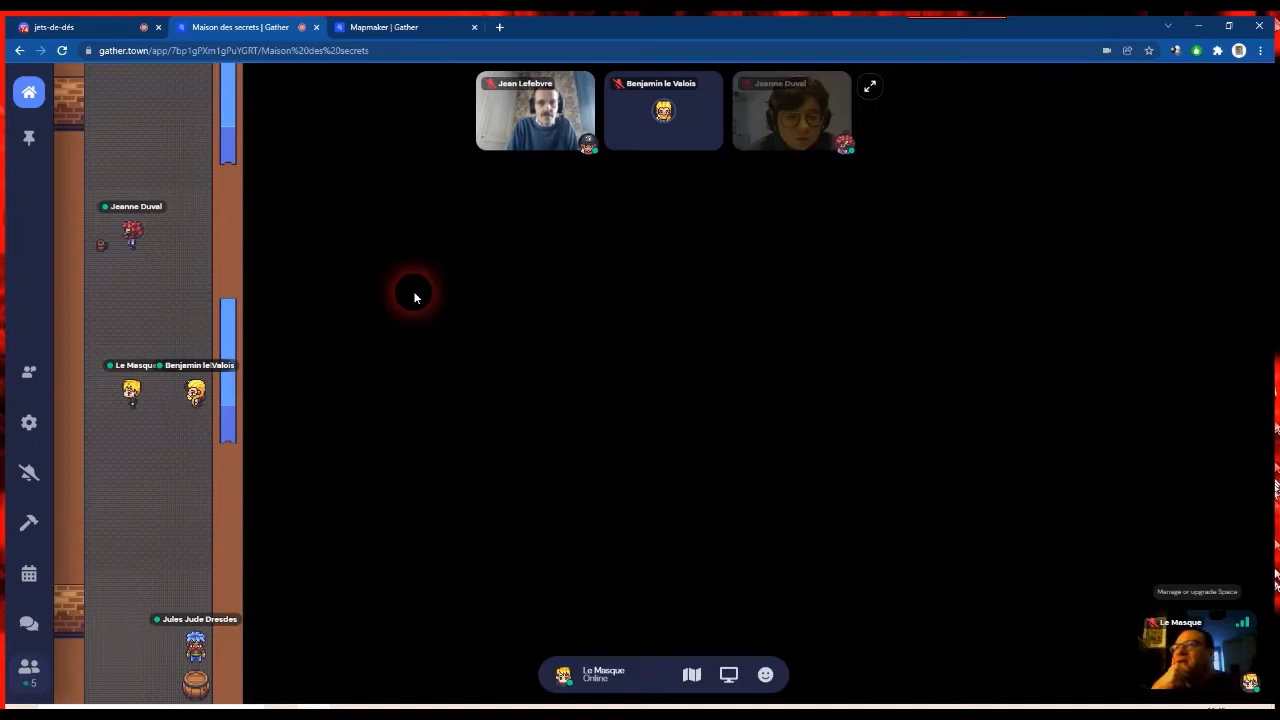 jets-de-dés
Maison des secrets | Gather
Mapmaker | Gather
gather.town/app/7bp1gPXm1gPuYGRT/Maison%20des%20secrets
Jean Lefebvre
Benjamin le Valois
Jeanne Duval
Jeanne Duval
Le Masque
Benjamin le Valois
Jules Jude Dresdes
Manage or upgrade Space
Le Masque
Le Masque
Online
5